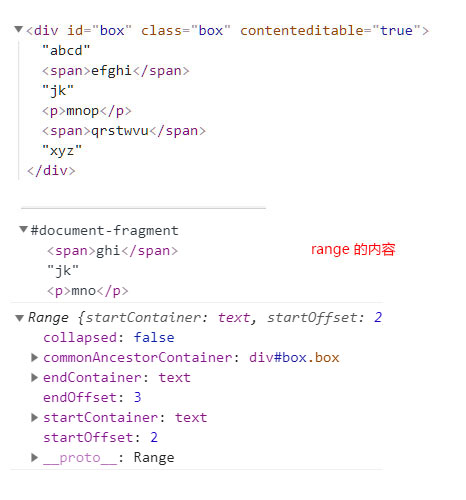 ▼<div id="box" class="box" contenteditable="true">
"abcd"
<span>efghi</span>
"jk"
<p>mnop</p>
<span>qrstwvu</span>
"xyz"
</div>
▼#document-fragment
<span>ghi</span>
range 的内容
"jk"
<p>mno</p>
▼Range {startContainer: text, startOffset: 2
collapsed: false
▶commonAncestorContainer: div#box.box
▶endContainer: text
endOffset: 3
▶startContainer: text
startOffset: 2
▶__proto__: Range